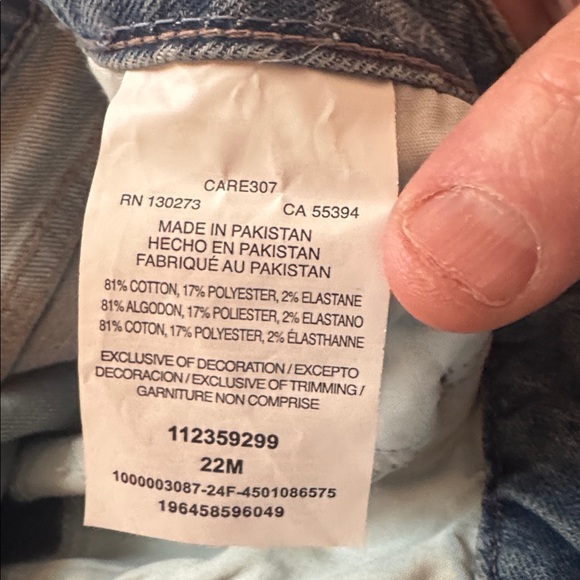 CARE307
RN 130273 CA 55394
MADE IN PAKISTAN
HECHO EN PAKISTAN
FABRIQUÉ AU PAKISTAN
81% COTTON, 17% POLYESTER, 2% ELASTANE
81% ALGODON, 17% POLYESTER, 2% ELASTANO
81% COTON, 17% POLYESTER, 2% ÉLASTHANNE
EXCLUSIVE OF DECORATION / EXCEPTO
DECORACION / EXCLUSIVE OF TRIMMING /
GARNITURE NON COMPRISE
112359299
22M
1000003087-24F-4501086575
196458596049